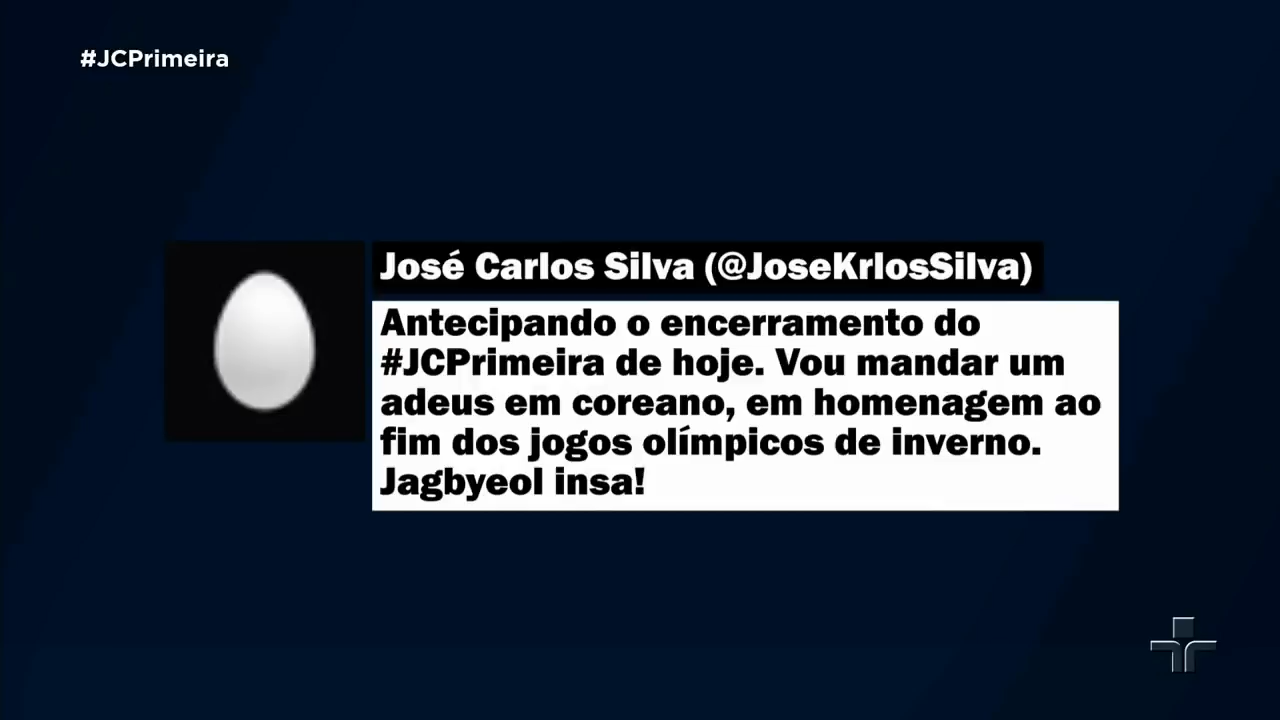 #JCPrimeira
José Carlos Silva (@JoseKrlosSilva)
Antecipando o encerramento do
#JCPrimeira de hoje. Vou mandar um
adeus em coreano, em homenagem ao
fim dos jogos olímpicos de inverno.
Jagbyeol insa!